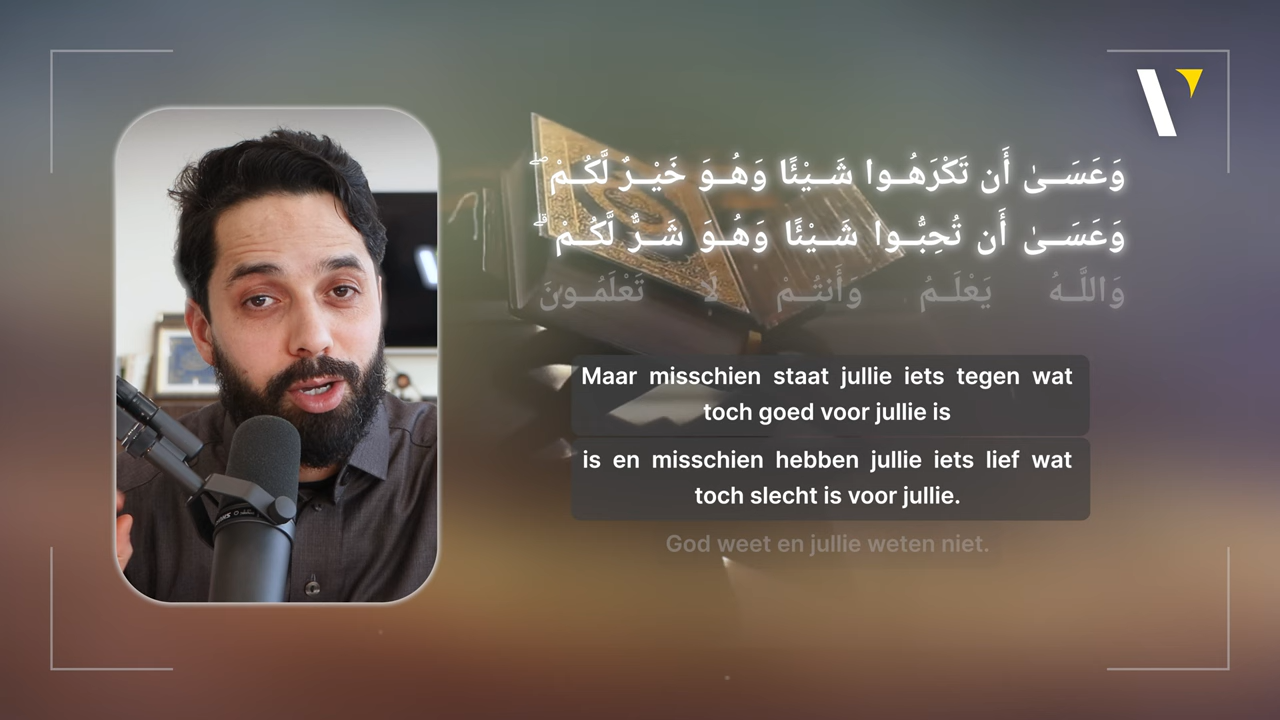 وَعَسَىٰ أَن تَكْرَهُوا شَيْئًا وَهُوَ خَيْرٌ لَّكُمْ ۖ
وَعَسَىٰ أَن تُحِبُّوا شَيْئًا وَهُوَ شَرٌّ لَّكُمْ ۗ
وَاللَّهُ يَعْلَمُ وَأَنتُمْ لَا تَعْلَمُونَ
Maar misschien staat jullie iets tegen wat
toch goed voor jullie is
is en misschien hebben jullie iets lief wat
toch slecht is voor jullie.
God weet en jullie weten niet.